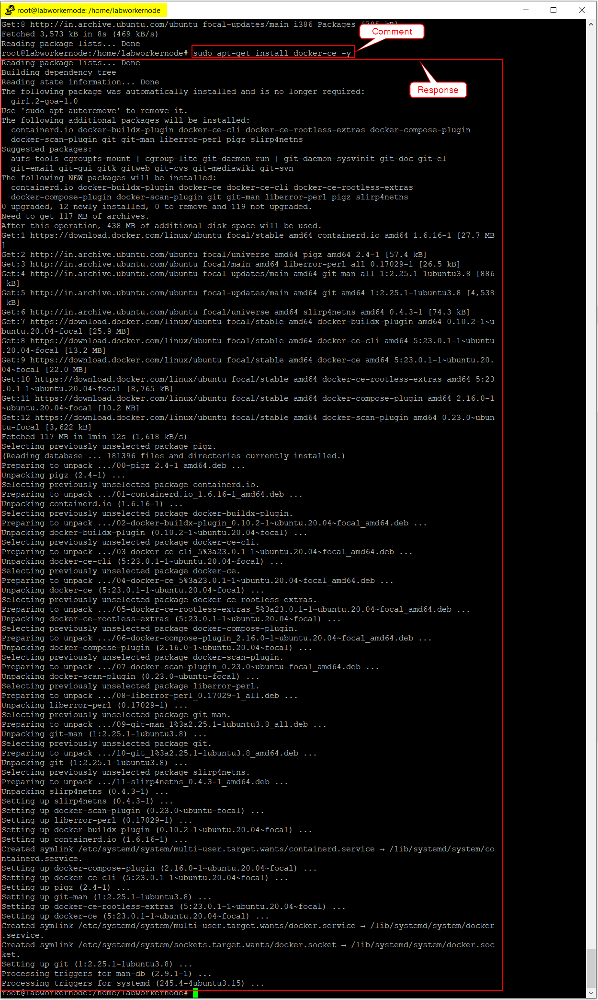 root@labworkernode: /home/labworkernode
Get:8 http://in.archive.ubuntu.com/ubuntu focal-updates/main i386 Packages [785 kB]
Fetched 3,573 kB in 8s (469 kB/s)
Comment
Reading package lists... Done
root@labworkernode:/home/labworkernode# sudo apt-get install docker-ce -y
Reading package lists... Done
Building dependency tree
Reading state information... Done
Response
The following package was automatically installed and is no longer required:
  gir1.2-goa-1.0
Use 'sudo apt autoremove' to remove it.
The following additional packages will be installed:
  containerd.io docker-buildx-plugin docker-ce-cli docker-ce-rootless-extras docker-compose-plugin
  docker-scan-plugin git git-man liberror-perl pigz slirp4netns
Suggested packages:
  aufs-tools cgroupfs-mount | cgroup-lite git-daemon-run | git-daemon-sysvinit git-doc git-el
  git-email git-gui gitk gitweb git-cvs git-mediawiki git-svn
The following NEW packages will be installed:
  containerd.io docker-buildx-plugin docker-ce docker-ce-cli docker-ce-rootless-extras
  docker-compose-plugin docker-scan-plugin git git-man liberror-perl pigz slirp4netns
0 upgraded, 12 newly installed, 0 to remove and 119 not upgraded.
Need to get 117 MB of archives.
After this operation, 438 MB of additional disk space will be used.
Get:1 https://download.docker.com/linux/ubuntu focal/stable amd64 containerd.io amd64 1.6.16-1 [27.7 MB
]
Get:2 http://in.archive.ubuntu.com/ubuntu focal/universe amd64 pigz amd64 2.4-1 [57.4 kB]
Get:3 http://in.archive.ubuntu.com/ubuntu focal/main amd64 liberror-perl all 0.17029-1 [26.5 kB]
Get:4 http://in.archive.ubuntu.com/ubuntu focal-updates/main amd64 git-man all 1:2.25.1-1ubuntu3.8 [886
 kB]
Get:5 http://in.archive.ubuntu.com/ubuntu focal-updates/main amd64 git amd64 1:2.25.1-1ubuntu3.8 [4,538
 kB]
Get:6 http://in.archive.ubuntu.com/ubuntu focal/universe amd64 slirp4netns amd64 0.4.3-1 [74.3 kB]
Get:7 https://download.docker.com/linux/ubuntu focal/stable amd64 docker-buildx-plugin amd64 0.10.2-1~u
buntu.20.04~focal [25.9 MB]
Get:8 https://download.docker.com/linux/ubuntu focal/stable amd64 docker-ce-cli amd64 5:23.0.1-1~ubuntu
.20.04~focal [13.2 MB]
Get:9 https://download.docker.com/linux/ubuntu focal/stable amd64 docker-ce amd64 5:23.0.1-1~ubuntu.20.
04~focal [22.0 MB]
Get:10 https://download.docker.com/linux/ubuntu focal/stable amd64 docker-ce-rootless-extras amd64 5:23
.0.1-1~ubuntu.20.04~focal [8,765 kB]
Get:11 https://download.docker.com/linux/ubuntu focal/stable amd64 docker-compose-plugin amd64 2.16.0-1
~ubuntu.20.04~focal [10.2 MB]
Get:12 https://download.docker.com/linux/ubuntu focal/stable amd64 docker-scan-plugin amd64 0.23.0~ubun
tu-focal [3,622 kB]
Fetched 117 MB in 1min 12s (1,618 kB/s)
Selecting previously unselected package pigz.
(Reading database ... 181396 files and directories currently installed.)
Preparing to unpack .../00-pigz_2.4-1_amd64.deb ...
Unpacking pigz (2.4-1) ...
Selecting previously unselected package containerd.io.
Preparing to unpack .../01-containerd.io_1.6.16-1_amd64.deb ...
Unpacking containerd.io (1.6.16-1) ...
Selecting previously unselected package docker-buildx-plugin.
Preparing to unpack .../02-docker-buildx-plugin_0.10.2-1~ubuntu.20.04~focal_amd64.deb ...
Unpacking docker-buildx-plugin (0.10.2-1~ubuntu.20.04~focal) ...
Selecting previously unselected package docker-ce-cli.
Preparing to unpack .../03-docker-ce-cli_5%3a23.0.1-1~ubuntu.20.04~focal_amd64.deb ...
Unpacking docker-ce-cli (5:23.0.1-1~ubuntu.20.04~focal) ...
Selecting previously unselected package docker-ce.
Preparing to unpack .../04-docker-ce_5%3a23.0.1-1~ubuntu.20.04~focal_amd64.deb ...
Unpacking docker-ce (5:23.0.1-1~ubuntu.20.04~focal) ...
Selecting previously unselected package docker-ce-rootless-extras.
Preparing to unpack .../05-docker-ce-rootless-extras_5%3a23.0.1-1~ubuntu.20.04~focal_amd64.deb ...
Unpacking docker-ce-rootless-extras (5:23.0.1-1~ubuntu.20.04~focal) ...
Selecting previously unselected package docker-compose-plugin.
Preparing to unpack .../06-docker-compose-plugin_2.16.0-1~ubuntu.20.04~focal_amd64.deb ...
Unpacking docker-compose-plugin (2.16.0-1~ubuntu.20.04~focal) ...
Selecting previously unselected package docker-scan-plugin.
Preparing to unpack .../07-docker-scan-plugin_0.23.0~ubuntu-focal_amd64.deb ...
Unpacking docker-scan-plugin (0.23.0~ubuntu-focal) ...
Selecting previously unselected package liberror-perl.
Preparing to unpack .../08-liberror-perl_0.17029-1_all.deb ...
Unpacking liberror-perl (0.17029-1) ...
Selecting previously unselected package git-man.
Preparing to unpack .../09-git-man_1%3a2.25.1-1ubuntu3.8_all.deb ...
Unpacking git-man (1:2.25.1-1ubuntu3.8) ...
Selecting previously unselected package git.
Preparing to unpack .../10-git_1%3a2.25.1-1ubuntu3.8_amd64.deb ...
Unpacking git (1:2.25.1-1ubuntu3.8) ...
Selecting previously unselected package slirp4netns.
Preparing to unpack .../11-slirp4netns_0.4.3-1_amd64.deb ...
Unpacking slirp4netns (0.4.3-1) ...
Setting up slirp4netns (0.4.3-1) ...
Setting up docker-scan-plugin (0.23.0~ubuntu-focal) ...
Setting up liberror-perl (0.17029-1) ...
Setting up docker-buildx-plugin (0.10.2-1~ubuntu.20.04~focal) ...
Setting up containerd.io (1.6.16-1) ...
Created symlink /etc/systemd/system/multi-user.target.wants/containerd.service → /lib/systemd/system/co
ntainerd.service.
Setting up docker-compose-plugin (2.16.0-1~ubuntu.20.04~focal) ...
Setting up docker-ce-cli (5:23.0.1-1~ubuntu.20.04~focal) ...
Setting up pigz (2.4-1) ...
Setting up git-man (1:2.25.1-1ubuntu3.8) ...
Setting up docker-ce-rootless-extras (5:23.0.1-1~ubuntu.20.04~focal) ...
Setting up docker-ce (5:23.0.1-1~ubuntu.20.04~focal) ...
Created symlink /etc/systemd/system/multi-user.target.wants/docker.service → /lib/systemd/system/docker
.service.
Created symlink /etc/systemd/system/sockets.target.wants/docker.socket → /lib/systemd/system/docker.soc
ket.
Setting up git (1:2.25.1-1ubuntu3.8) ...
Processing triggers for man-db (2.9.1-1) ...
Processing triggers for systemd (245.4-4ubuntu3.15) ...
root@labworkernode:/home/labworkernode#